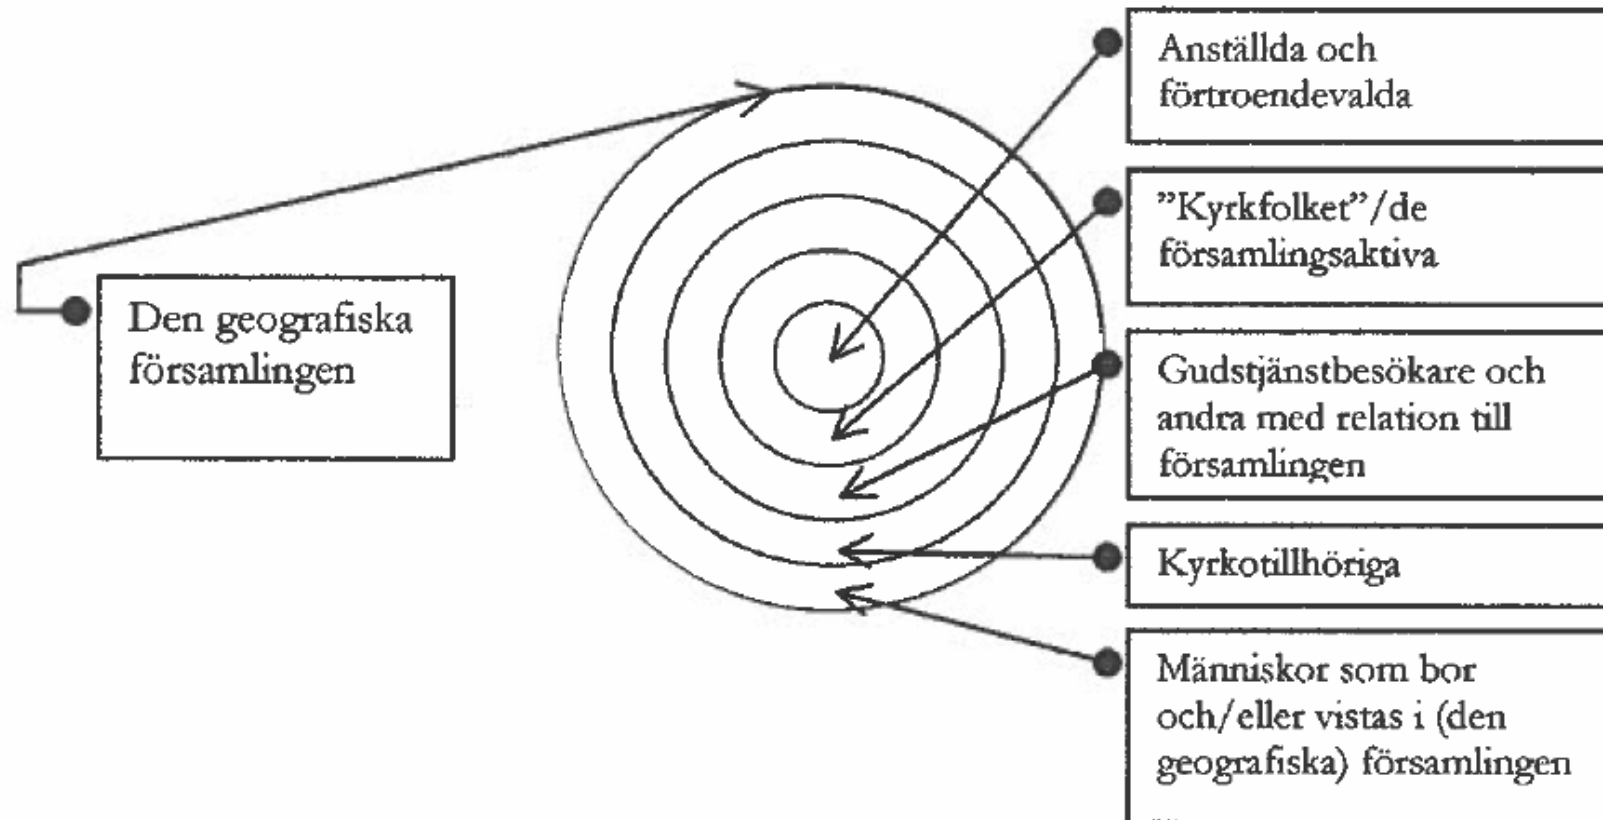 Anställda och
förtroendevalda
”Kyrkfolket”/de
församlingsaktiva
Den geografiska
församlingen
Gudstjänstbesökare och
andra med relation till
församlingen
Kyrkotillhöriga
Människor som bor
och/eller vistas i (den
geografiska) församlingen